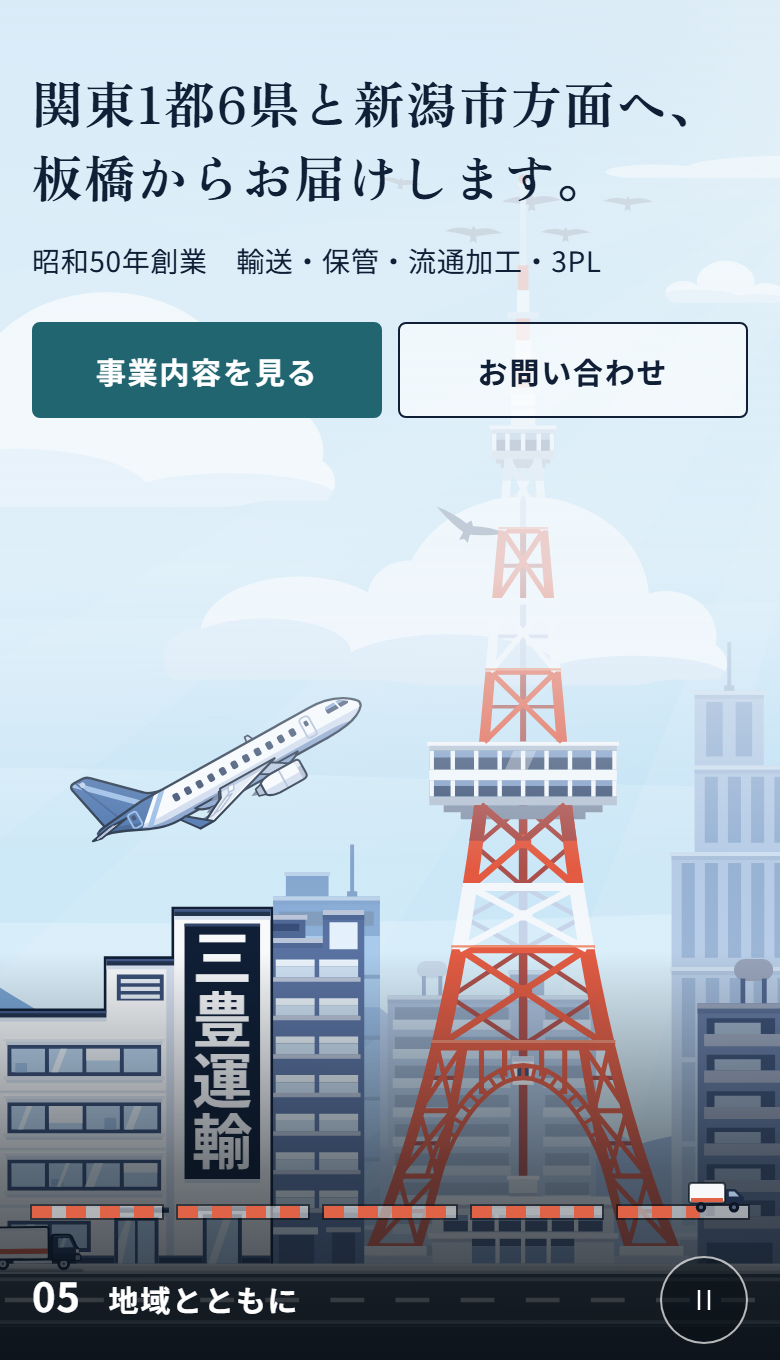 関東1都6県と新潟市方面へ、
板橋からお届けします。
昭和50年創業　輸送・保管・流通加工・3PL
事業内容を見る
お問い合わせ
三豊運輸
05 地域とともに